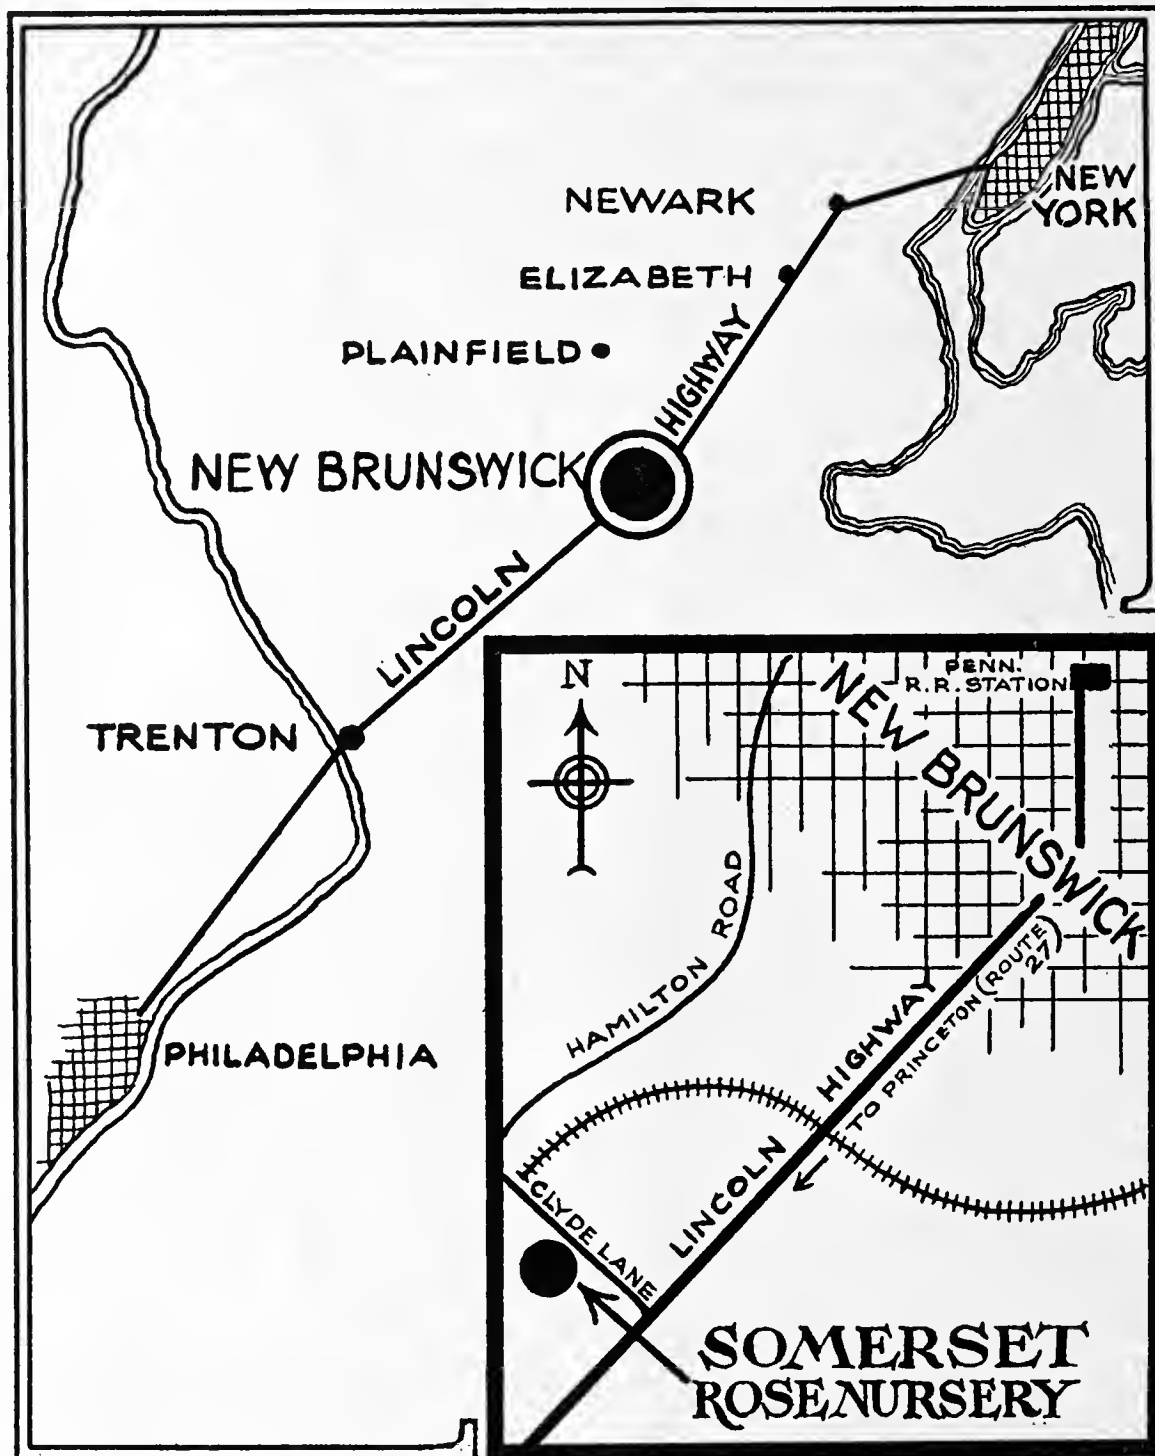 NEWARK
NEW
YORK
ELIZABETH
PLAINFIELD
HIGHWAY
NEW BRUNSWICK
LINCOLN
TRENTON
PHILADELPHIA
N
PENN.
R.R. STATION
NEW BRUNSWICK
HAMILTON ROAD
LINCOLN HIGHWAY
TO PRINCETON (ROUTE
27)
CLYDE LANE
SOMERSET
ROSE NURSERY